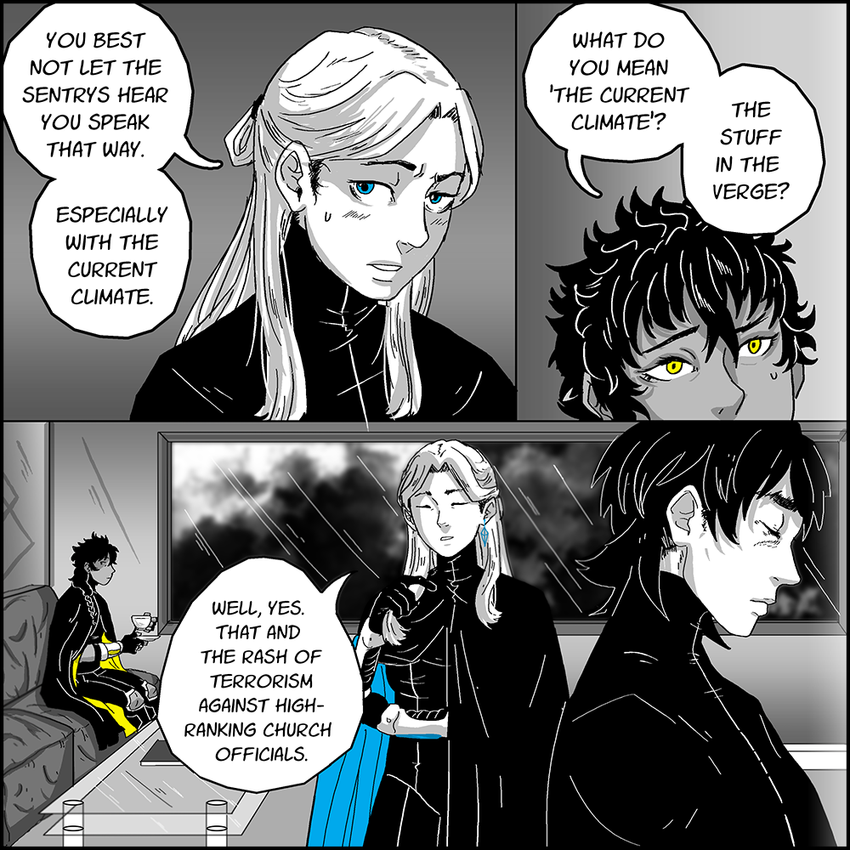 YOU BEST
NOT LET THE
SENTRYS HEAR
YOU SPEAK
THAT WAY.
ESPECIALLY
WITH THE
CURRENT
CLIMATE.
WHAT DO
YOU MEAN
'THE CURRENT
CLIMATE'?
THE
STUFF
IN THE
VERGE?
WELL, YES.
THAT AND
THE RASH OF
TERRORISM
AGAINST HIGH-
RANKING CHURCH
OFFICIALS.